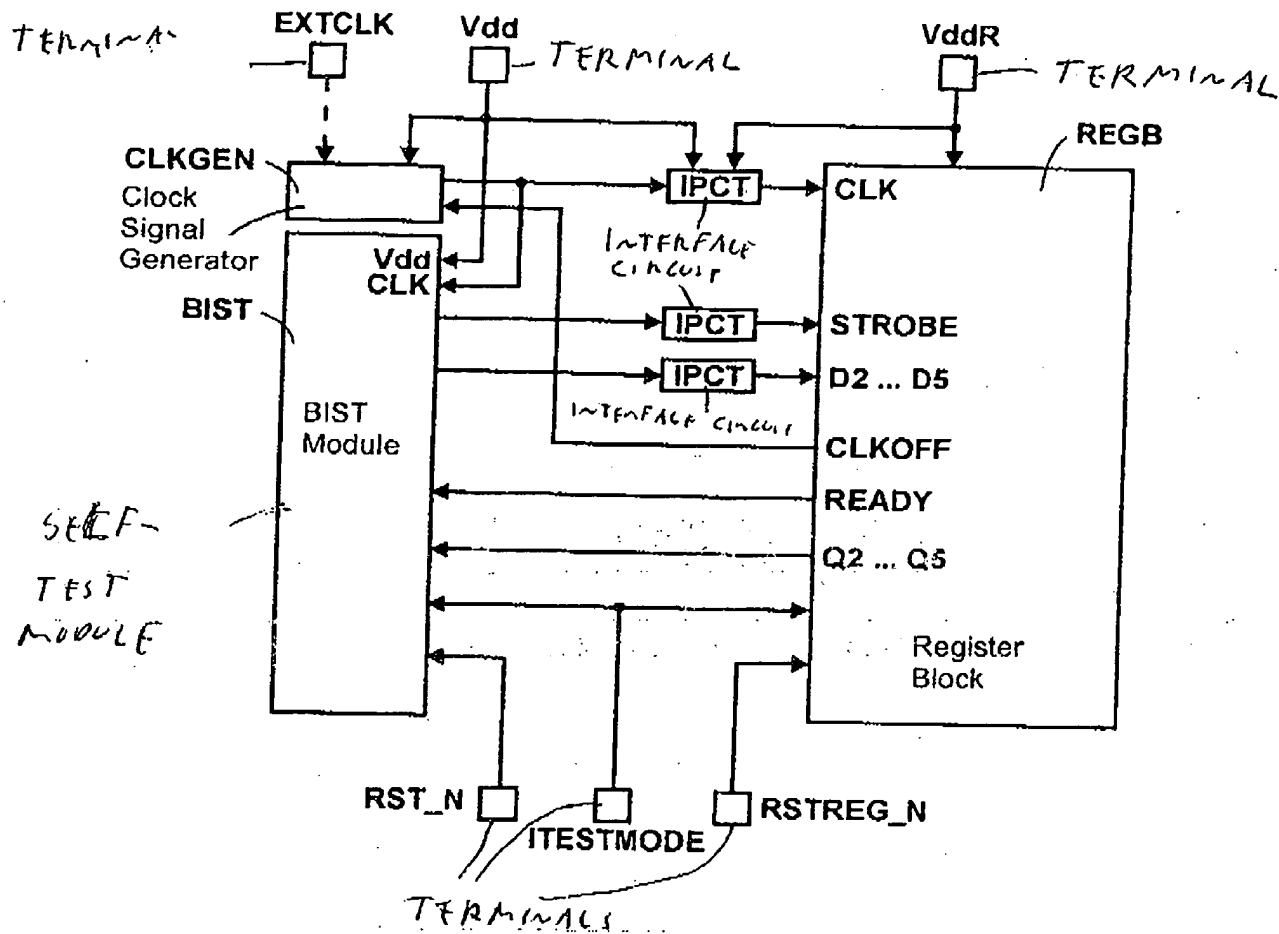 TERMINAL
EXTCLK
Vdd
TERMINAL
VddR
TERMINAL
REGB
CLKGEN
Clock
Signal
Generator
IPCT
CLK
INTERFACE
CIRCUIT
Vdd
CLK
BIST
IPCT
STROBE
IPCT
D2 ... D5
INTERFACE CIRCUIT
BIST
Module
CLKOFF
READY
SELF-
TEST
MODULE
Q2 ... Q5
Register
Block
RST_N
ITESTMODE
RSTREG_N
TERMINALS